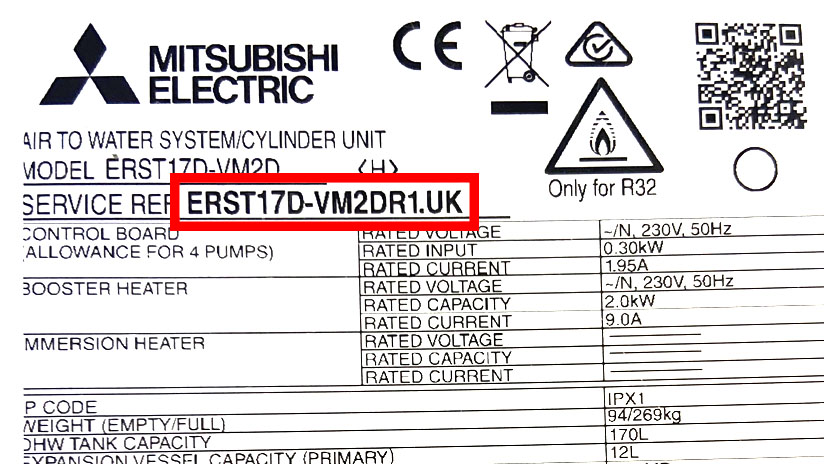 MITSUBISHI
ELECTRIC
AIR TO WATER SYSTEM/CYLINDER UNIT
MODEL ERST17D-VM2D <H>
SERVICE REF ERST17D-VM2DR1.UK
Only for R32
CONTROL BOARD RATED VOLTAGE ~/N, 230V, 50Hz
(ALLOWANCE FOR 4 PUMPS) RATED INPUT 0.30kW
RATED CURRENT 1.95A
BOOSTER HEATER RATED VOLTAGE ~/N, 230V, 50Hz
RATED CAPACITY 2.0kW
RATED CURRENT 9.0A
MMERSION HEATER RATED VOLTAGE
RATED CAPACITY
RATED CURRENT
IP CODE IPX1
WEIGHT (EMPTY/FULL) 94/269kg
DHW TANK CAPACITY 170L
EXPANSION VESSEL CAPACITY (PRIMARY) 12L